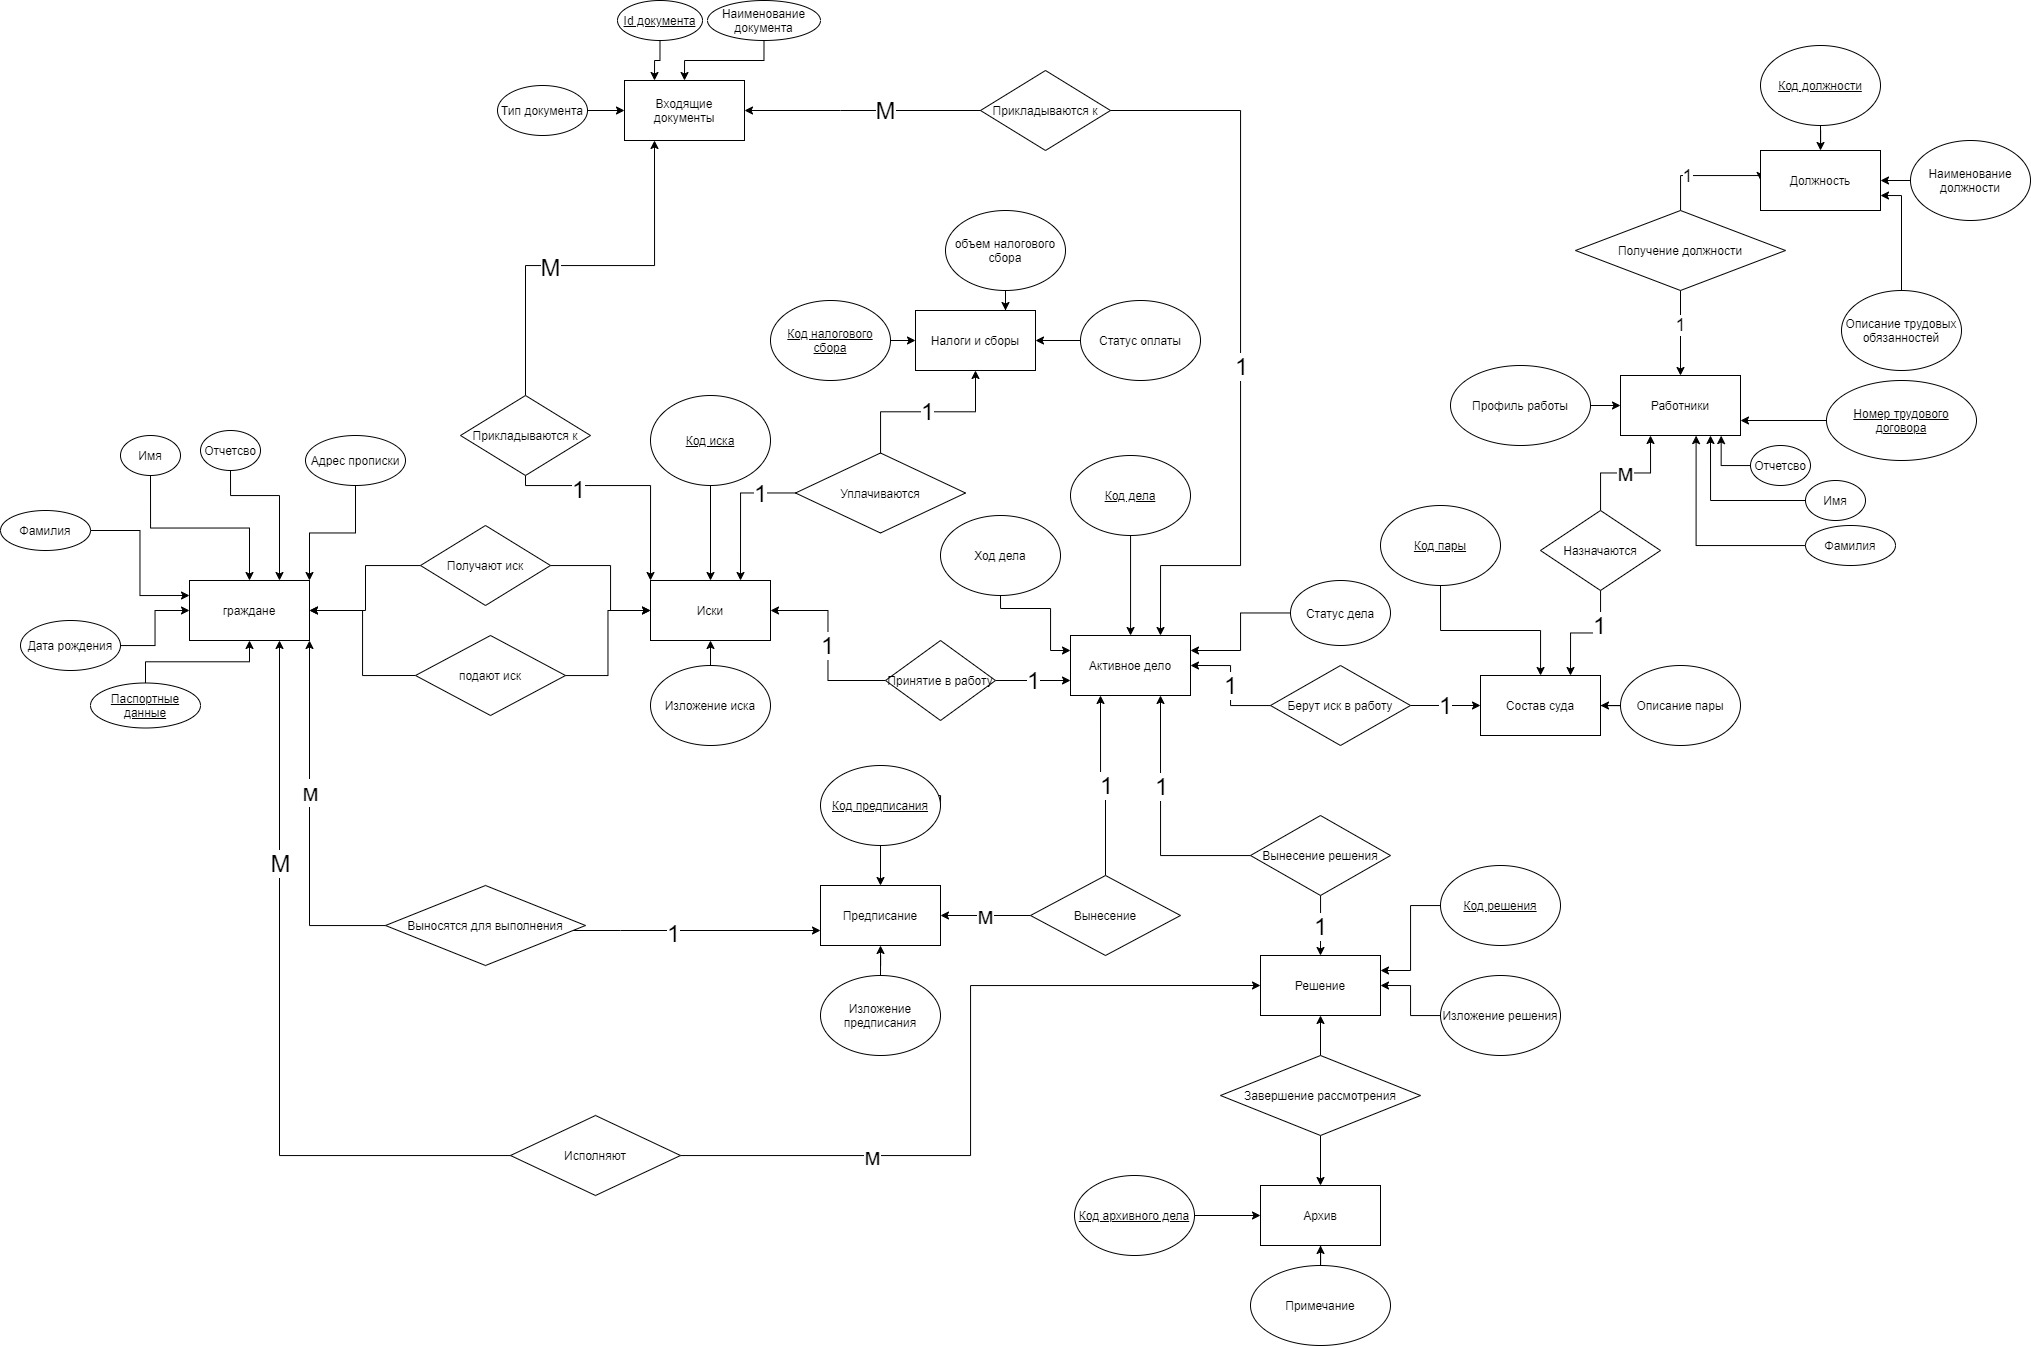 Id документа
Наименование
документа
Тип документа
Входящие
документы
М
Прикладываются к
Код должности
1
Должность
Наименование
должности
Получение должности
Описание трудовых
обязанностей
1
М
объем налогового
сбора
Код налогового
сбора
Налоги и сборы
Статус оплаты
1
Профиль работы
Работники
Номер трудового
договора
Отчетсво
Имя
Фамилия
М
Назначаются
1
Прикладываются к
1
Код иска
1
1
Уплачиваются
Имя
Отчетсво
Адрес прописки
Фамилия
граждане
Дата рождения
Паспортные
данные
Получают иск
подают иск
Иски
Изложение иска
1
Принятие в работу
1
Ход дела
Код дела
Статус дела
Активное дело
1
Берут иск в работу
1
Код пары
Состав суда
Описание пары
М
М
Код предписания
1
1
Вынесение решения
Выносятся для выполнения
1
Предписание
М
Вынесение
Изложение
предписания
1
Код решения
Решение
Изложение решения
Завершение рассмотрения
Исполняют
М
Код архивного дела
Архив
Примечание